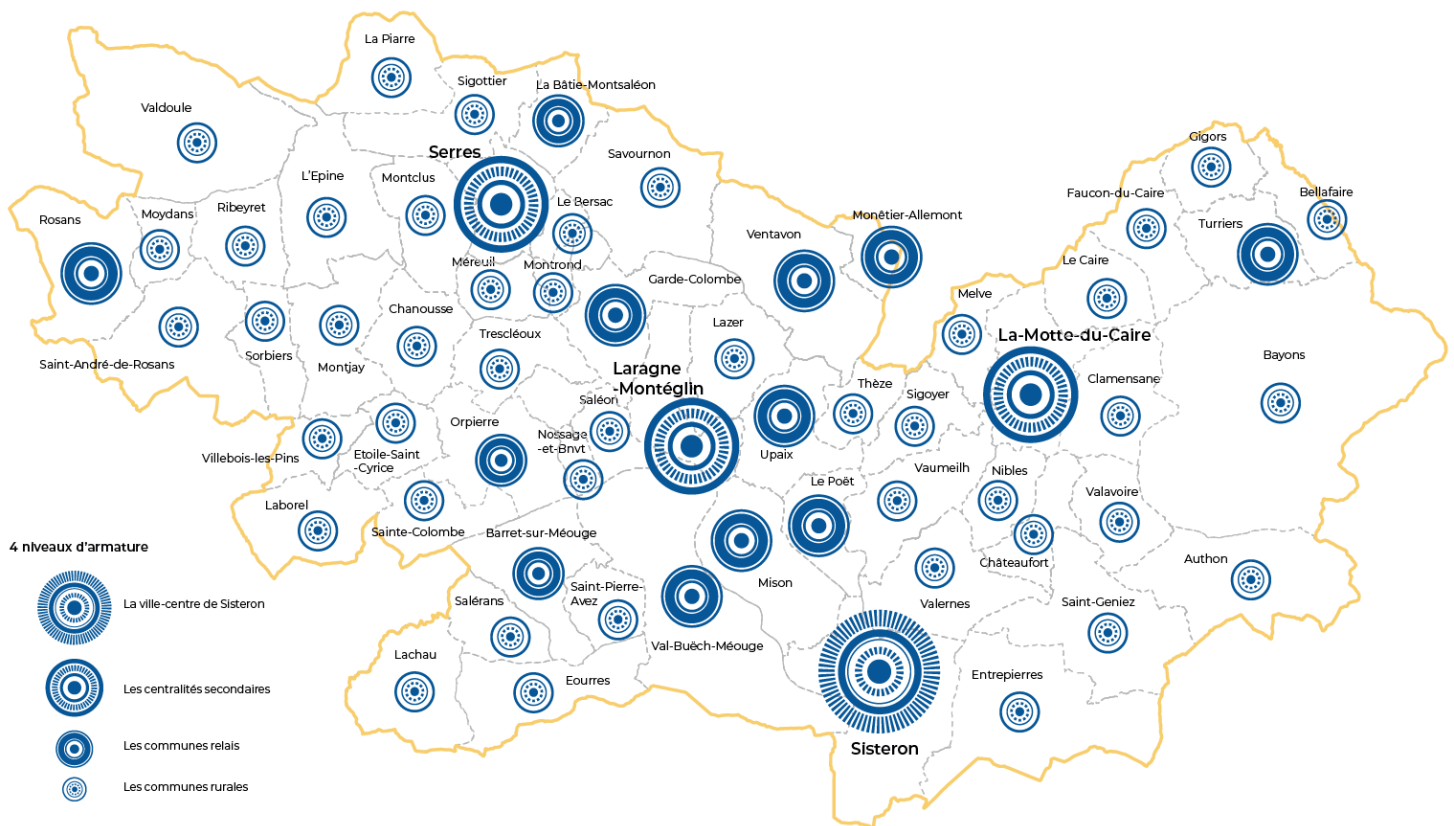 La Piarre
Sigottier
La Bâtie-Montsaléon
Valdoule
Gigors
Serres
Savournon
L'Epine
Montclus
Faucon-du-Caire
Bellafaire
Rosans
Moydans
Ribeyret
Le Bersac
Monêtier-Allemont
Ventavon
Turriers
Méreuil
Montrond
Le Caire
Garde-Colombe
Melve
Chanousse
Lazer
Trescléoux
La-Motte-du-Caire
Saint-André-de-Rosans
Sorbiers
Montjay
Bayons
Laragne
-Montéglin
Thèze
Clamensane
Saléon
Sigoyer
Orpierre
Nossage
-et-Bnvt
Villebois-les-Pins
Etoile-Saint
-Cyrice
Upaix
Vaumeilh
Nibles
Le Poët
Valavoire
Laborel
Sainte-Colombe
Barret-sur-Méouge
4 niveaux d'armature
Châteaufort
Authon
Mison
Saint-Pierre-
Avez
Salérans
Valernes
Saint-Geniez
La ville-centre de Sisteron
Val-Buëch-Méouge
Lachau
Eourres
Entrepierres
Les centralités secondaires
Sisteron
Les communes relais
Les communes rurales